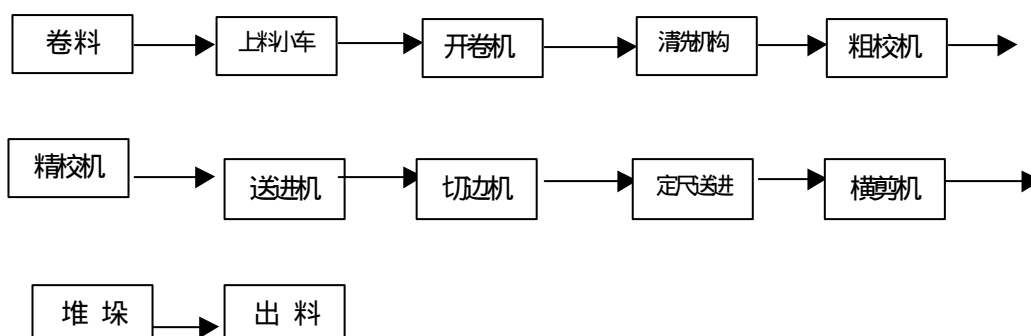 卷料 上料小车 开卷机 清先机构 粗校机
精校机 送进机 切边机 定尺送进 横剪机
堆 垛 出 料